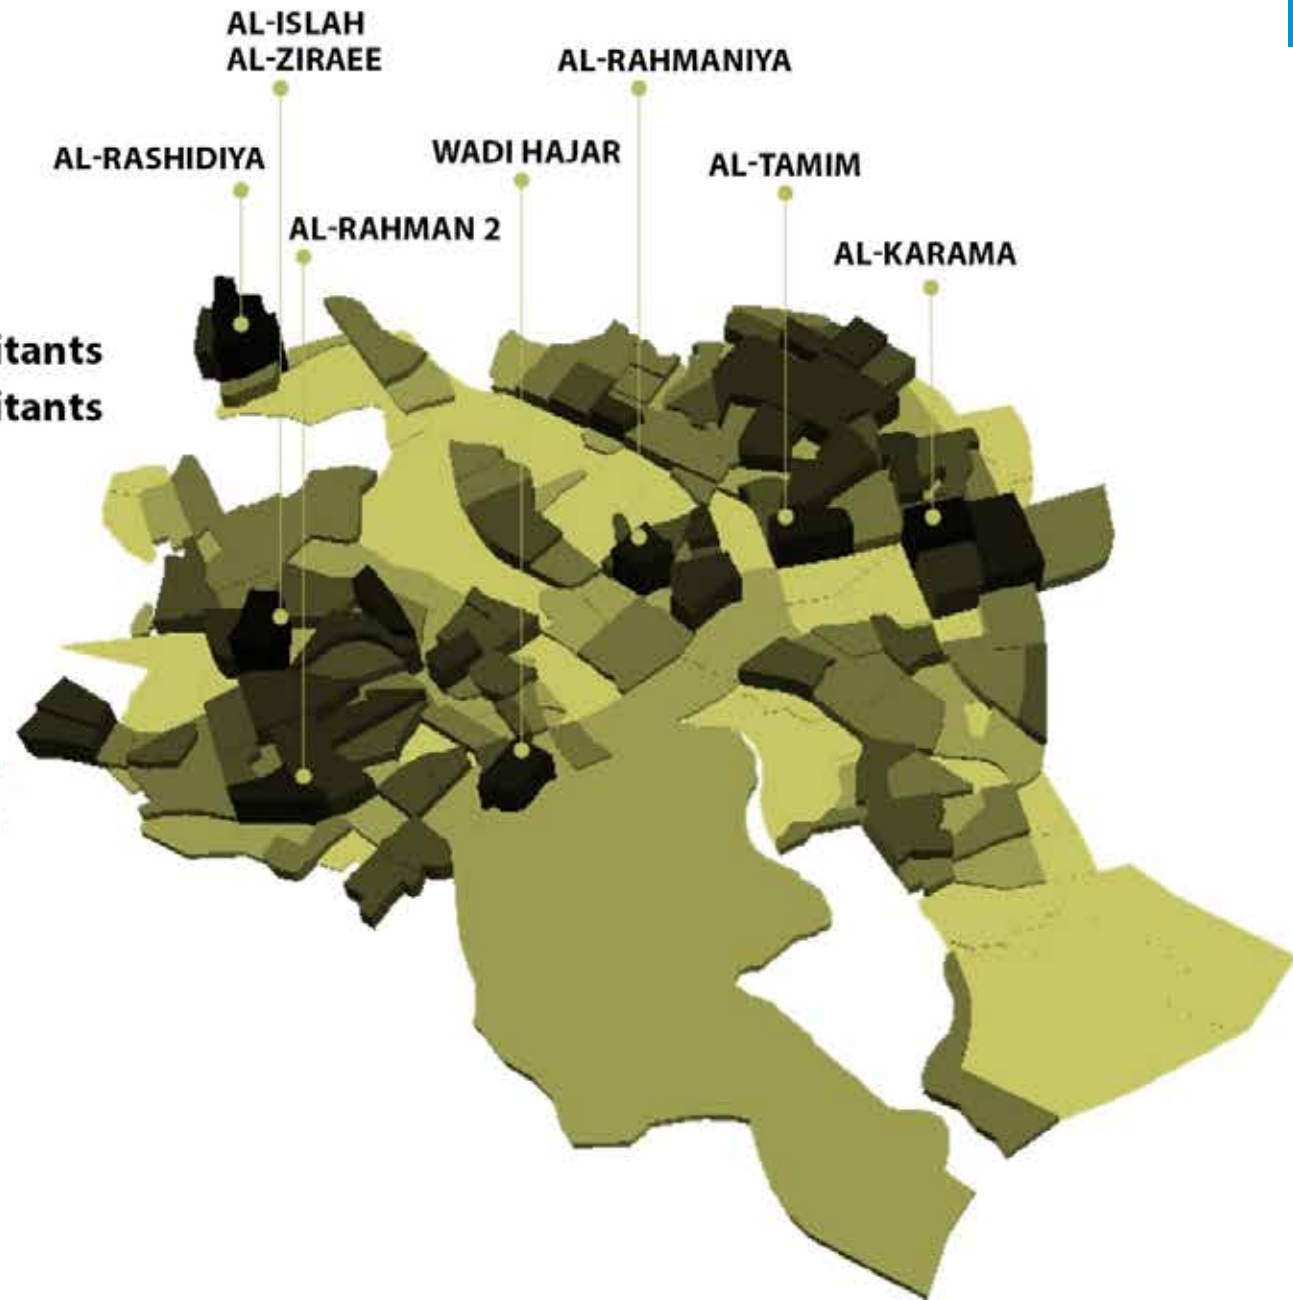 AL-ISLAH
AL-ZIRAEE
AL-RAHMANIYA
AL-RASHIDIYA
WADI HAJAR
AL-TAMIM
AL-RAHMAN 2
AL-KARAMA
itants
itants